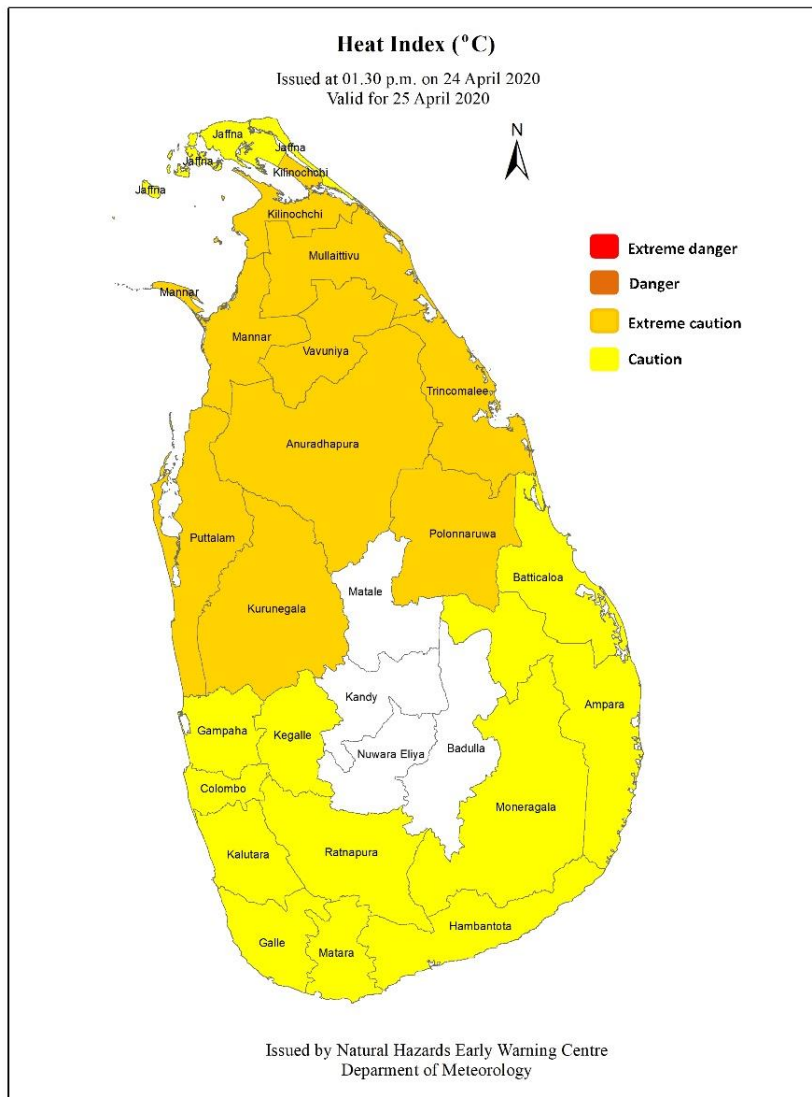 Heat Index (°C)
Issued at 01.30 p.m. on 24 April 2020
Valid for 25 April 2020
N
Jaffna
Jaffna
Jaffna
Kilinochchi
Jaffna
Kilinochchi
Extreme danger
Mullaittivu
Danger
Mannar
Extreme caution
Mannar
Vavuniya
Caution
Trincomalee
Anuradhapura
Puttalam
Polonnaruwa
Batticaloa
Matale
Kurunegala
Kandy
Ampara
Gampaha
Kegalle
Nuwara Eliya
Badulla
Colombo
Moneragala
Kalutara
Ratnapura
Hambantota
Galle
Matara
Issued by Natural Hazards Early Warning Centre
Deparment of Meteorology